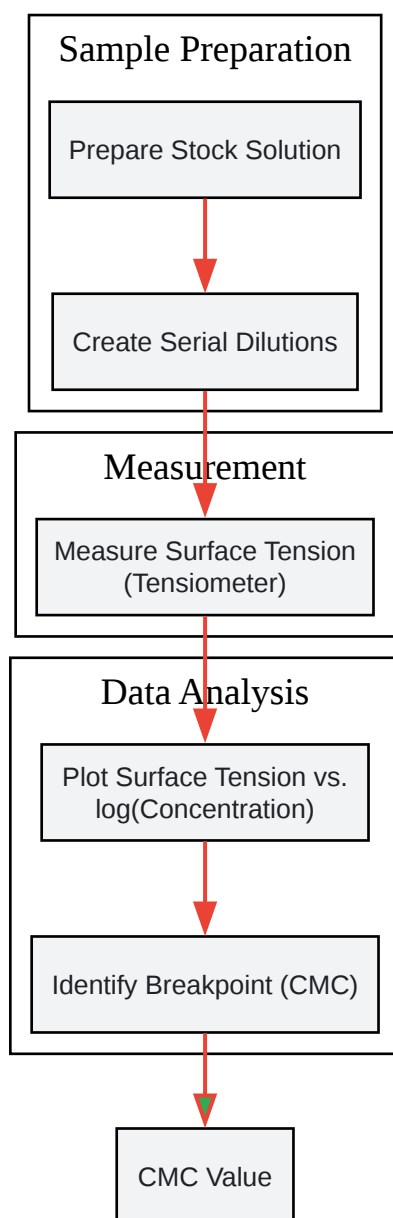 Sample Preparation
Prepare Stock Solution
Create Serial Dilutions
Measurement
Measure Surface Tension
(Tensiometer)
Data Analysis
Plot Surface Tension vs.
log(Concentration)
Identify Breakpoint (CMC)
CMC Value